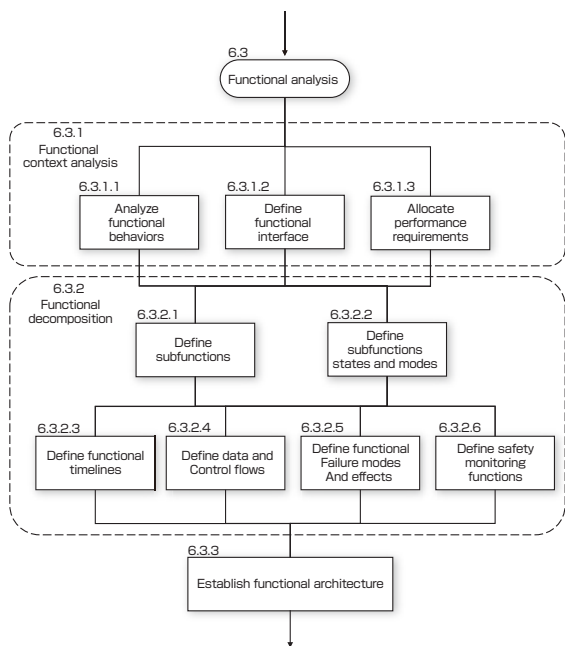 6.3
Functional analysis
6.3.1
Functional
context analysis
6.3.1.1
Analyze
functional
behaviors
6.3.1.2
Define
functional
interface
6.3.1.3
Allocate
performance
requirements
6.3.2
Functional
decomposition
6.3.2.1
Define
subfunctions
6.3.2.2
Define
subfunctions
states and modes
6.3.2.3
Define functional
timelines
6.3.2.4
Define data and
Control flows
6.3.2.5
Define functional
Failure modes
And effects
6.3.2.6
Define safety
monitoring
functions
6.3.3
Establish functional architecture